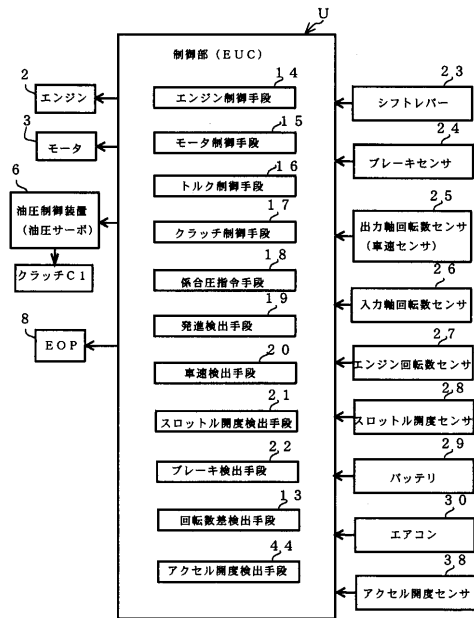 U
制御部(EUC)
2
エンジン
3
モータ
6
油圧制御装置
(油圧サーボ)
クラッチC1
8
EOP
14
エンジン制御手段
15
モータ制御手段
16
トルク制御手段
17
クラッチ制御手段
18
係合圧指令手段
19
発進検出手段
20
車速検出手段
21
スロットル開度検出手段
22
ブレーキ検出手段
13
回転数差検出手段
44
アクセル開度検出手段
23
シフトレバー
24
ブレーキセンサ
25
出力軸回転数センサ
(車速センサ)
26
入力軸回転数センサ
27
エンジン回転数センサ
28
スロットル開度センサ
29
バッテリ
30
エアコン
38
アクセル開度センサ